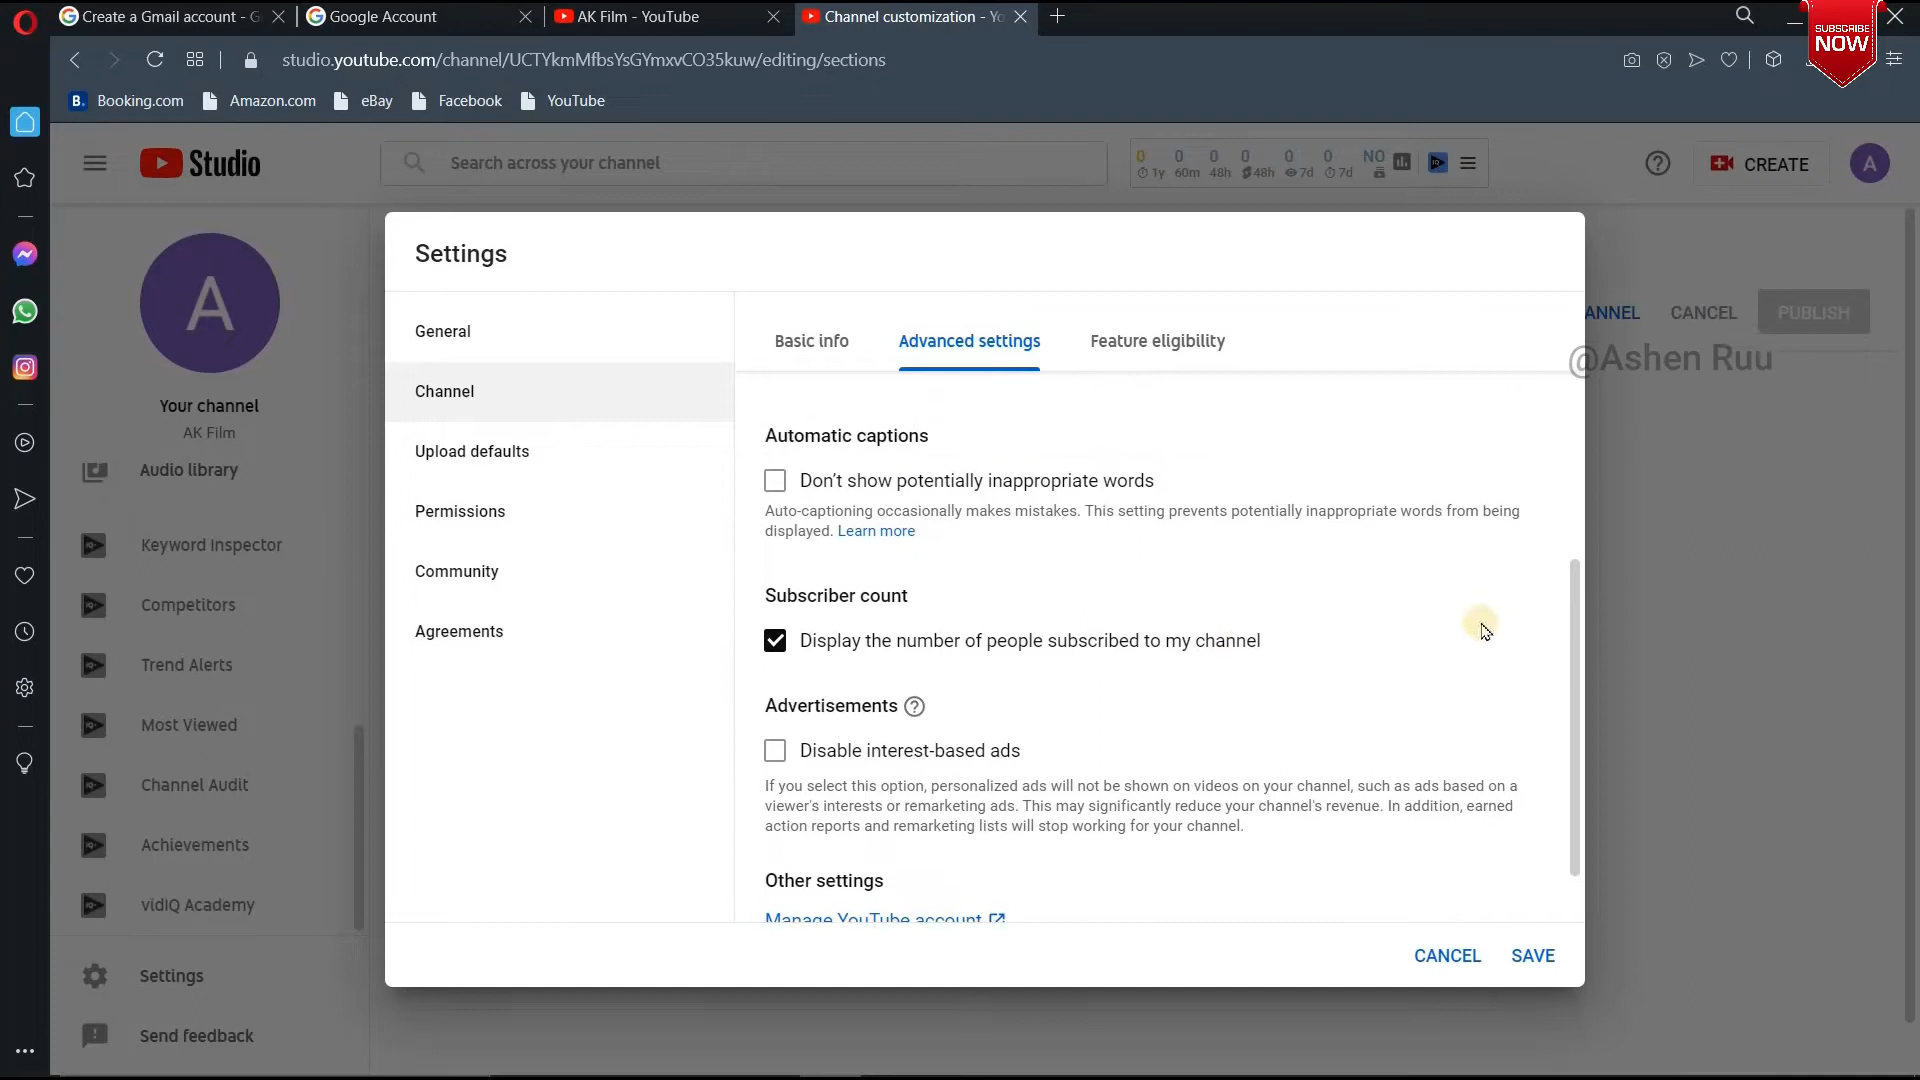 Create a Gmail account - G
Google Account
AK Film - YouTube
Channel customization - Yo
SUBSCRIBE
NOW
studio.youtube.com/channel/UCTYkmMfbsYsGYmxvCO35kuw/editing/sections
B. Booking.com
Amazon.com
eBay
Facebook
YouTube
Studio
Search across your channel
0 0 0 0 0 0 NO
1y 60m 48h 48h 7d 7d
CREATE
A
A
Your channel
AK Film
Audio library
Keyword Inspector
Competitors
Trend Alerts
Most Viewed
Channel Audit
Achievements
vidIQ Academy
Settings
Send feedback
ANNEL
CANCEL
PUBLISH
@Ashen Ruu
Settings
General
Channel
Upload defaults
Permissions
Community
Agreements
Basic info
Advanced settings
Feature eligibility
Automatic captions
Don't show potentially inappropriate words
Auto-captioning occasionally makes mistakes. This setting prevents potentially inappropriate words from being
displayed. Learn more
Subscriber count
Display the number of people subscribed to my channel
Advertisements
Disable interest-based ads
If you select this option, personalized ads will not be shown on videos on your channel, such as ads based on a
viewer's interests or remarketing ads. This may significantly reduce your channel's revenue. In addition, earned
action reports and remarketing lists will stop working for your channel.
Other settings
Manage YouTube account
CANCEL
SAVE